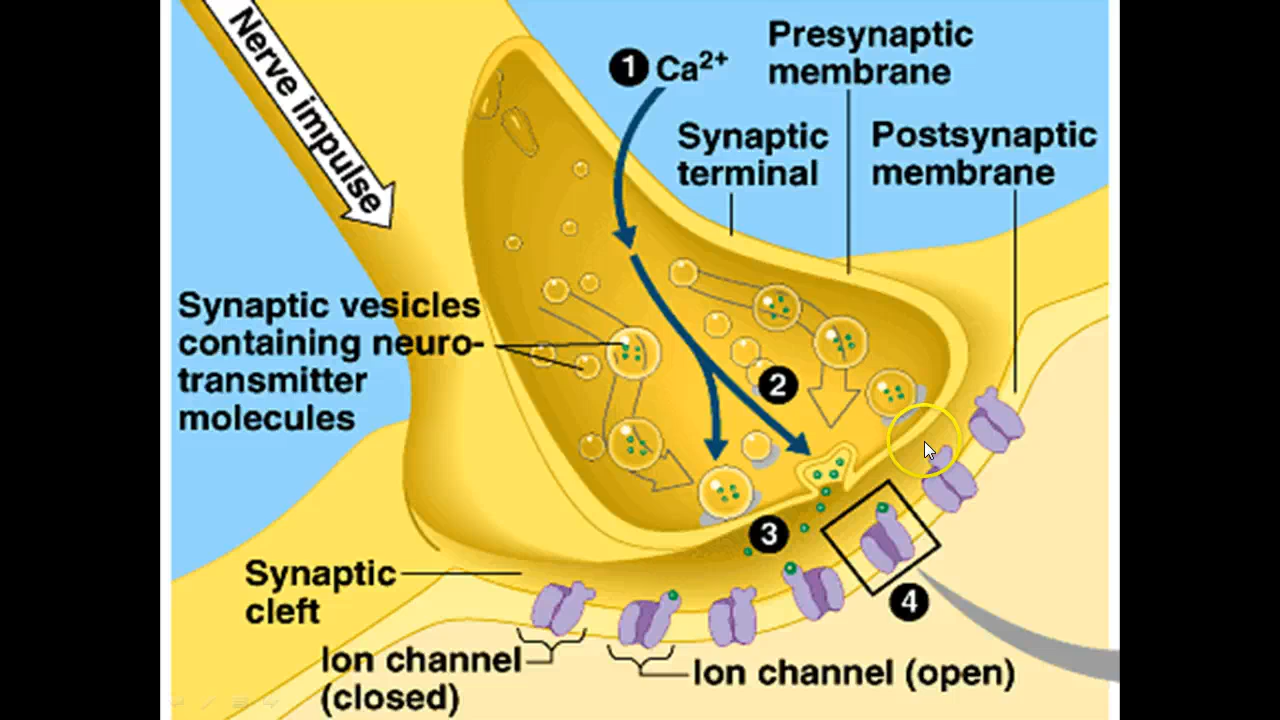 Nerve impulse
1 Ca2+
Presynaptic
membrane
Synaptic
terminal
Postsynaptic
membrane
Synaptic vesicles
containing neuro-
transmitter
molecules
2
3
4
Synaptic
cleft
Ion channel
(closed)
Ion channel (open)